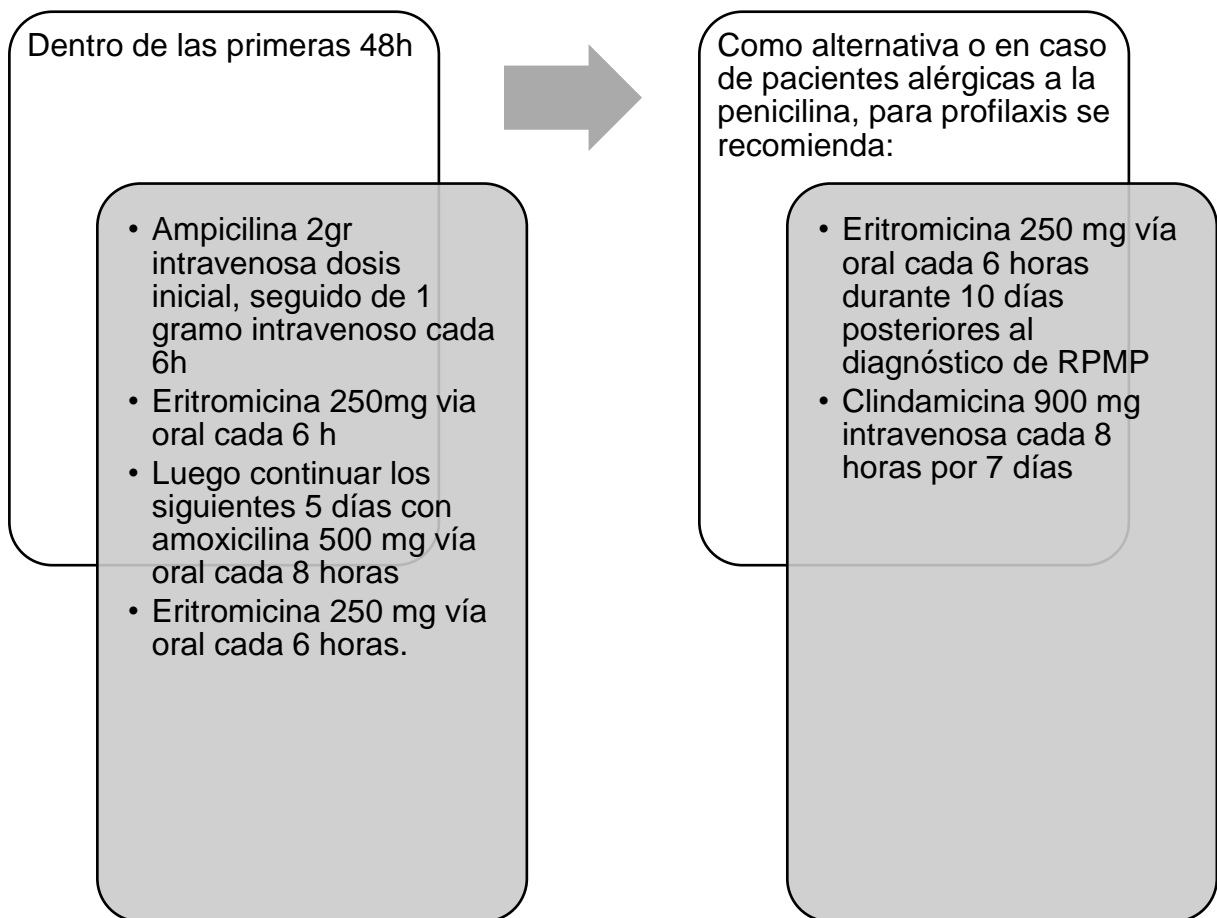 Dentro de las primeras 48h
• Ampicilina 2gr
intravenosa dosis
inicial, seguido de 1
gramo intravenoso cada
6h
• Eritromicina 250mg via
oral cada 6 h
• Luego continuar los
siguientes 5 días con
amoxicilina 500 mg vía
oral cada 8 horas
• Eritromicina 250 mg vía
oral cada 6 horas.
Como alternativa o en caso
de pacientes alérgicas a la
penicilina, para profilaxis se
recomienda:
• Eritromicina 250 mg vía
oral cada 6 horas
durante 10 días
posteriores al
diagnóstico de RPMP
• Clindamicina 900 mg
intravenosa cada 8
horas por 7 días